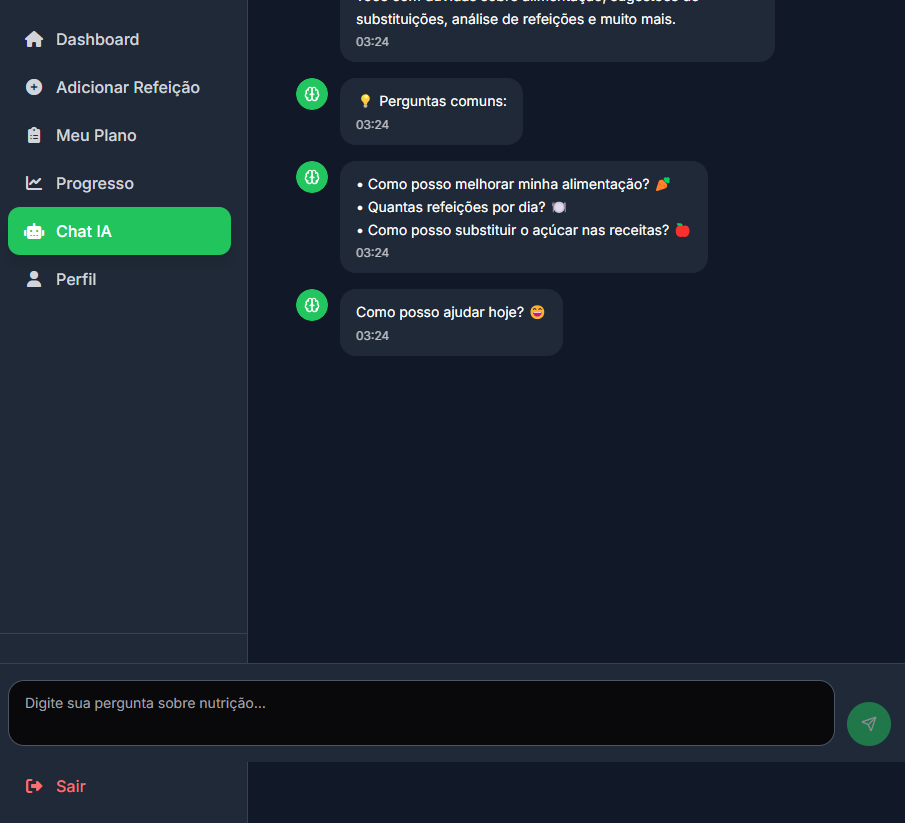 Dashboard
Adicionar Refeição
Meu Plano
Progresso
Chat IA
Perfil
Sair
substituições, análise de refeições e muito mais.
03:24
💡 Perguntas comuns:
03:24
• Como posso melhorar minha alimentação? 🥕
• Quantas refeições por dia? 🍽️
• Como posso substituir o açúcar nas receitas? 🍎
03:24
Como posso ajudar hoje? 😄
03:24
Digite sua pergunta sobre nutrição...